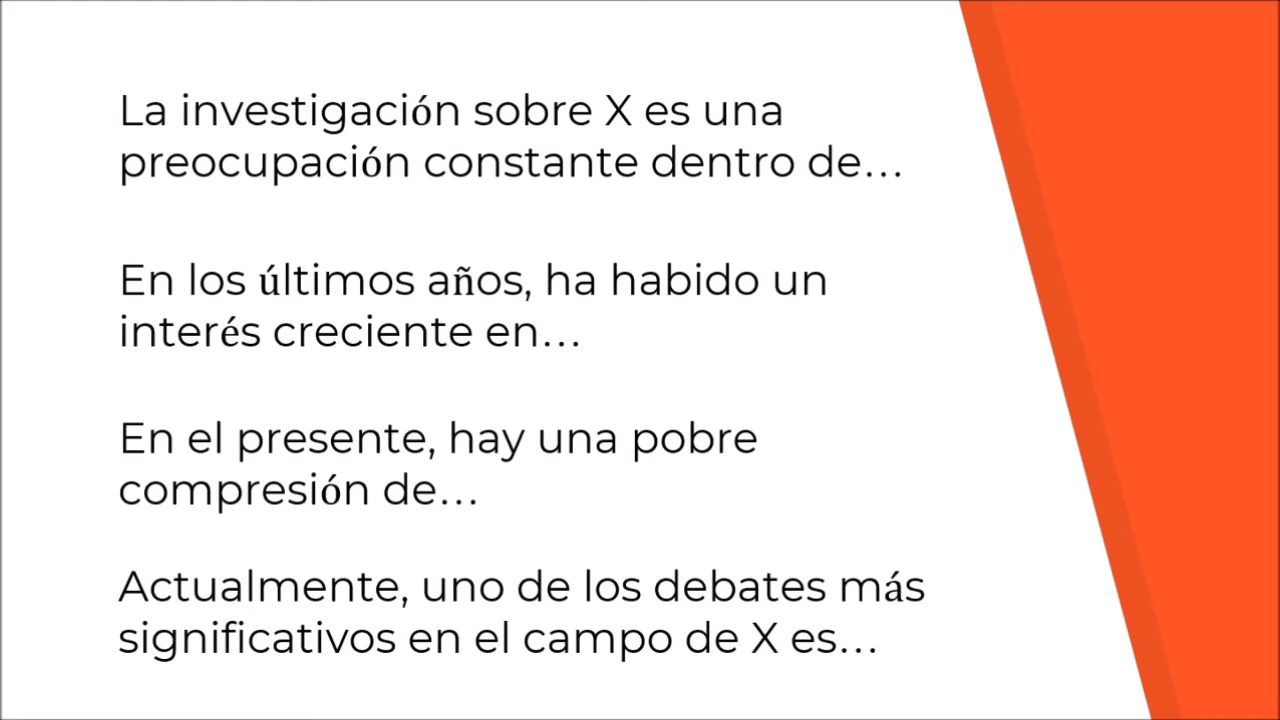 La investigación sobre X es una
preocupación constante dentro de...
En los últimos años, ha habido un
interés creciente en...
En el presente, hay una pobre
compresión de...
Actualmente, uno de los debates más
significativos en el campo de X es...